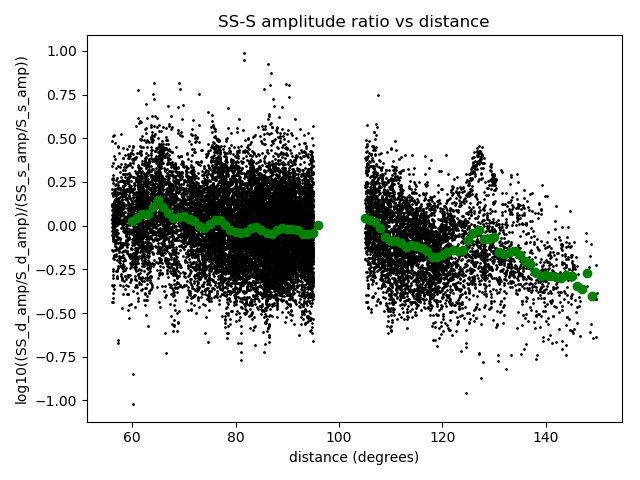 SS-S amplitude ratio vs distance
log10((SS_d_amp/S_d_amp)/(SS_s_amp/S_s_amp))
1.00
0.75
0.50
0.25
0.00
−0.25
−0.50
−0.75
−1.00
60 80 100 120 140
distance (degrees)